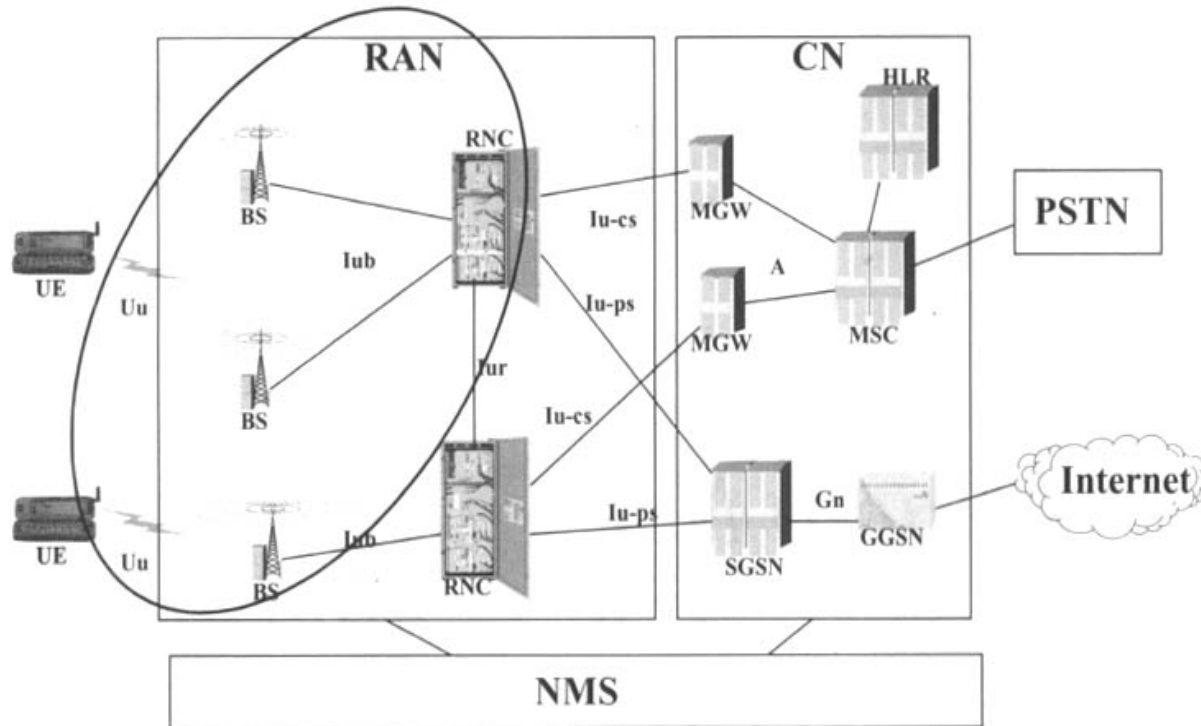 RAN
CN
HLR
RNC
BS
MGW
Iu-cs
PSTN
UE
Uu
Iub
A
Iu-ps
MGW
MSC
BS
Iur
Iu-cs
Internet
UE
Uu
Iub
BS
RNC
Iu-ps
SGSN
Gn
GGSN
NMS